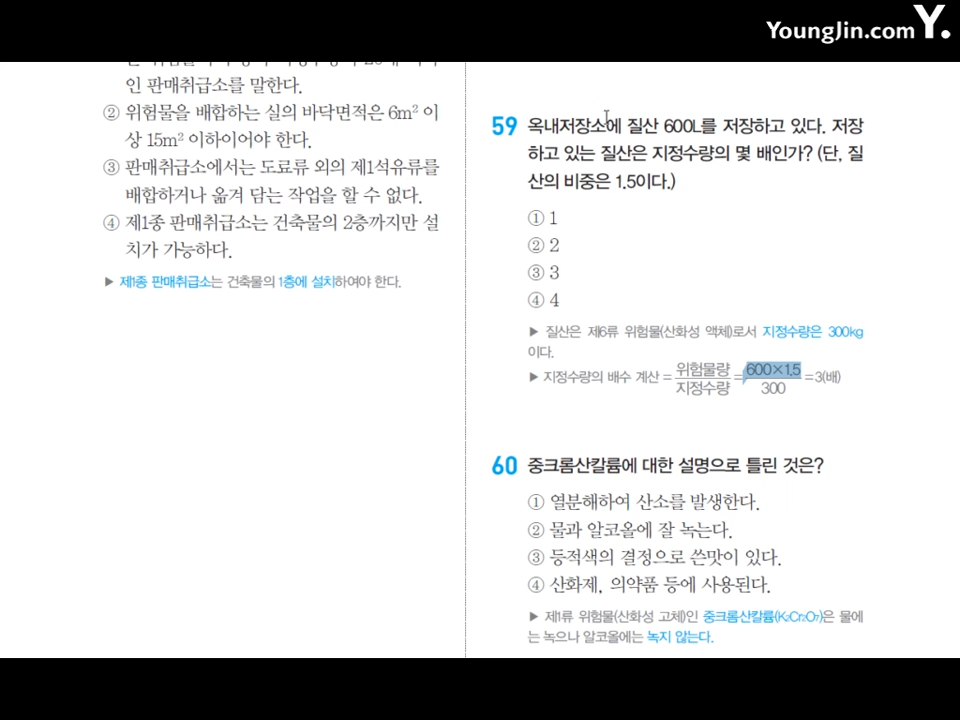 YoungJin.com Y.
인 판매취급소를 말한다.
② 위험물을 배합하는 실의 바닥면적은 6m² 이
상 15m² 이하이어야 한다.
③ 판매취급소에서는 도료류 외의 제1석유류를
배합하거나 옮겨 담는 작업을 할 수 없다.
④ 제1종 판매취급소는 건축물의 2층까지만 설
치가 가능하다.
▶ 제1종 판매취급소는 건축물의 1층에 설치하여야 한다.
59 옥내저장소에 질산 600L를 저장하고 있다. 저장
하고 있는 질산은 지정수량의 몇 배인가? (단, 질
산의 비중은 1.5이다.)
① 1
② 2
③ 3
④ 4
▶ 질산은 제6류 위험물(산화성 액체)로서 지정수량은 300kg
이다.
▶ 지정수량의 배수 계산 = 위험물량/지정수량 = 600×1.5/300 = 3(배)
60 중크롬산칼륨에 대한 설명으로 틀린 것은?
① 열분해하여 산소를 발생한다.
② 물과 알코올에 잘 녹는다.
③ 등적색의 결정으로 쓴맛이 있다.
④ 산화제, 의약품 등에 사용된다.
▶ 제1류 위험물(산화성 고체)인 중크롬산칼륨(K₂Cr₂O₇)은 물에
는 녹으나 알코올에는 녹지 않는다.